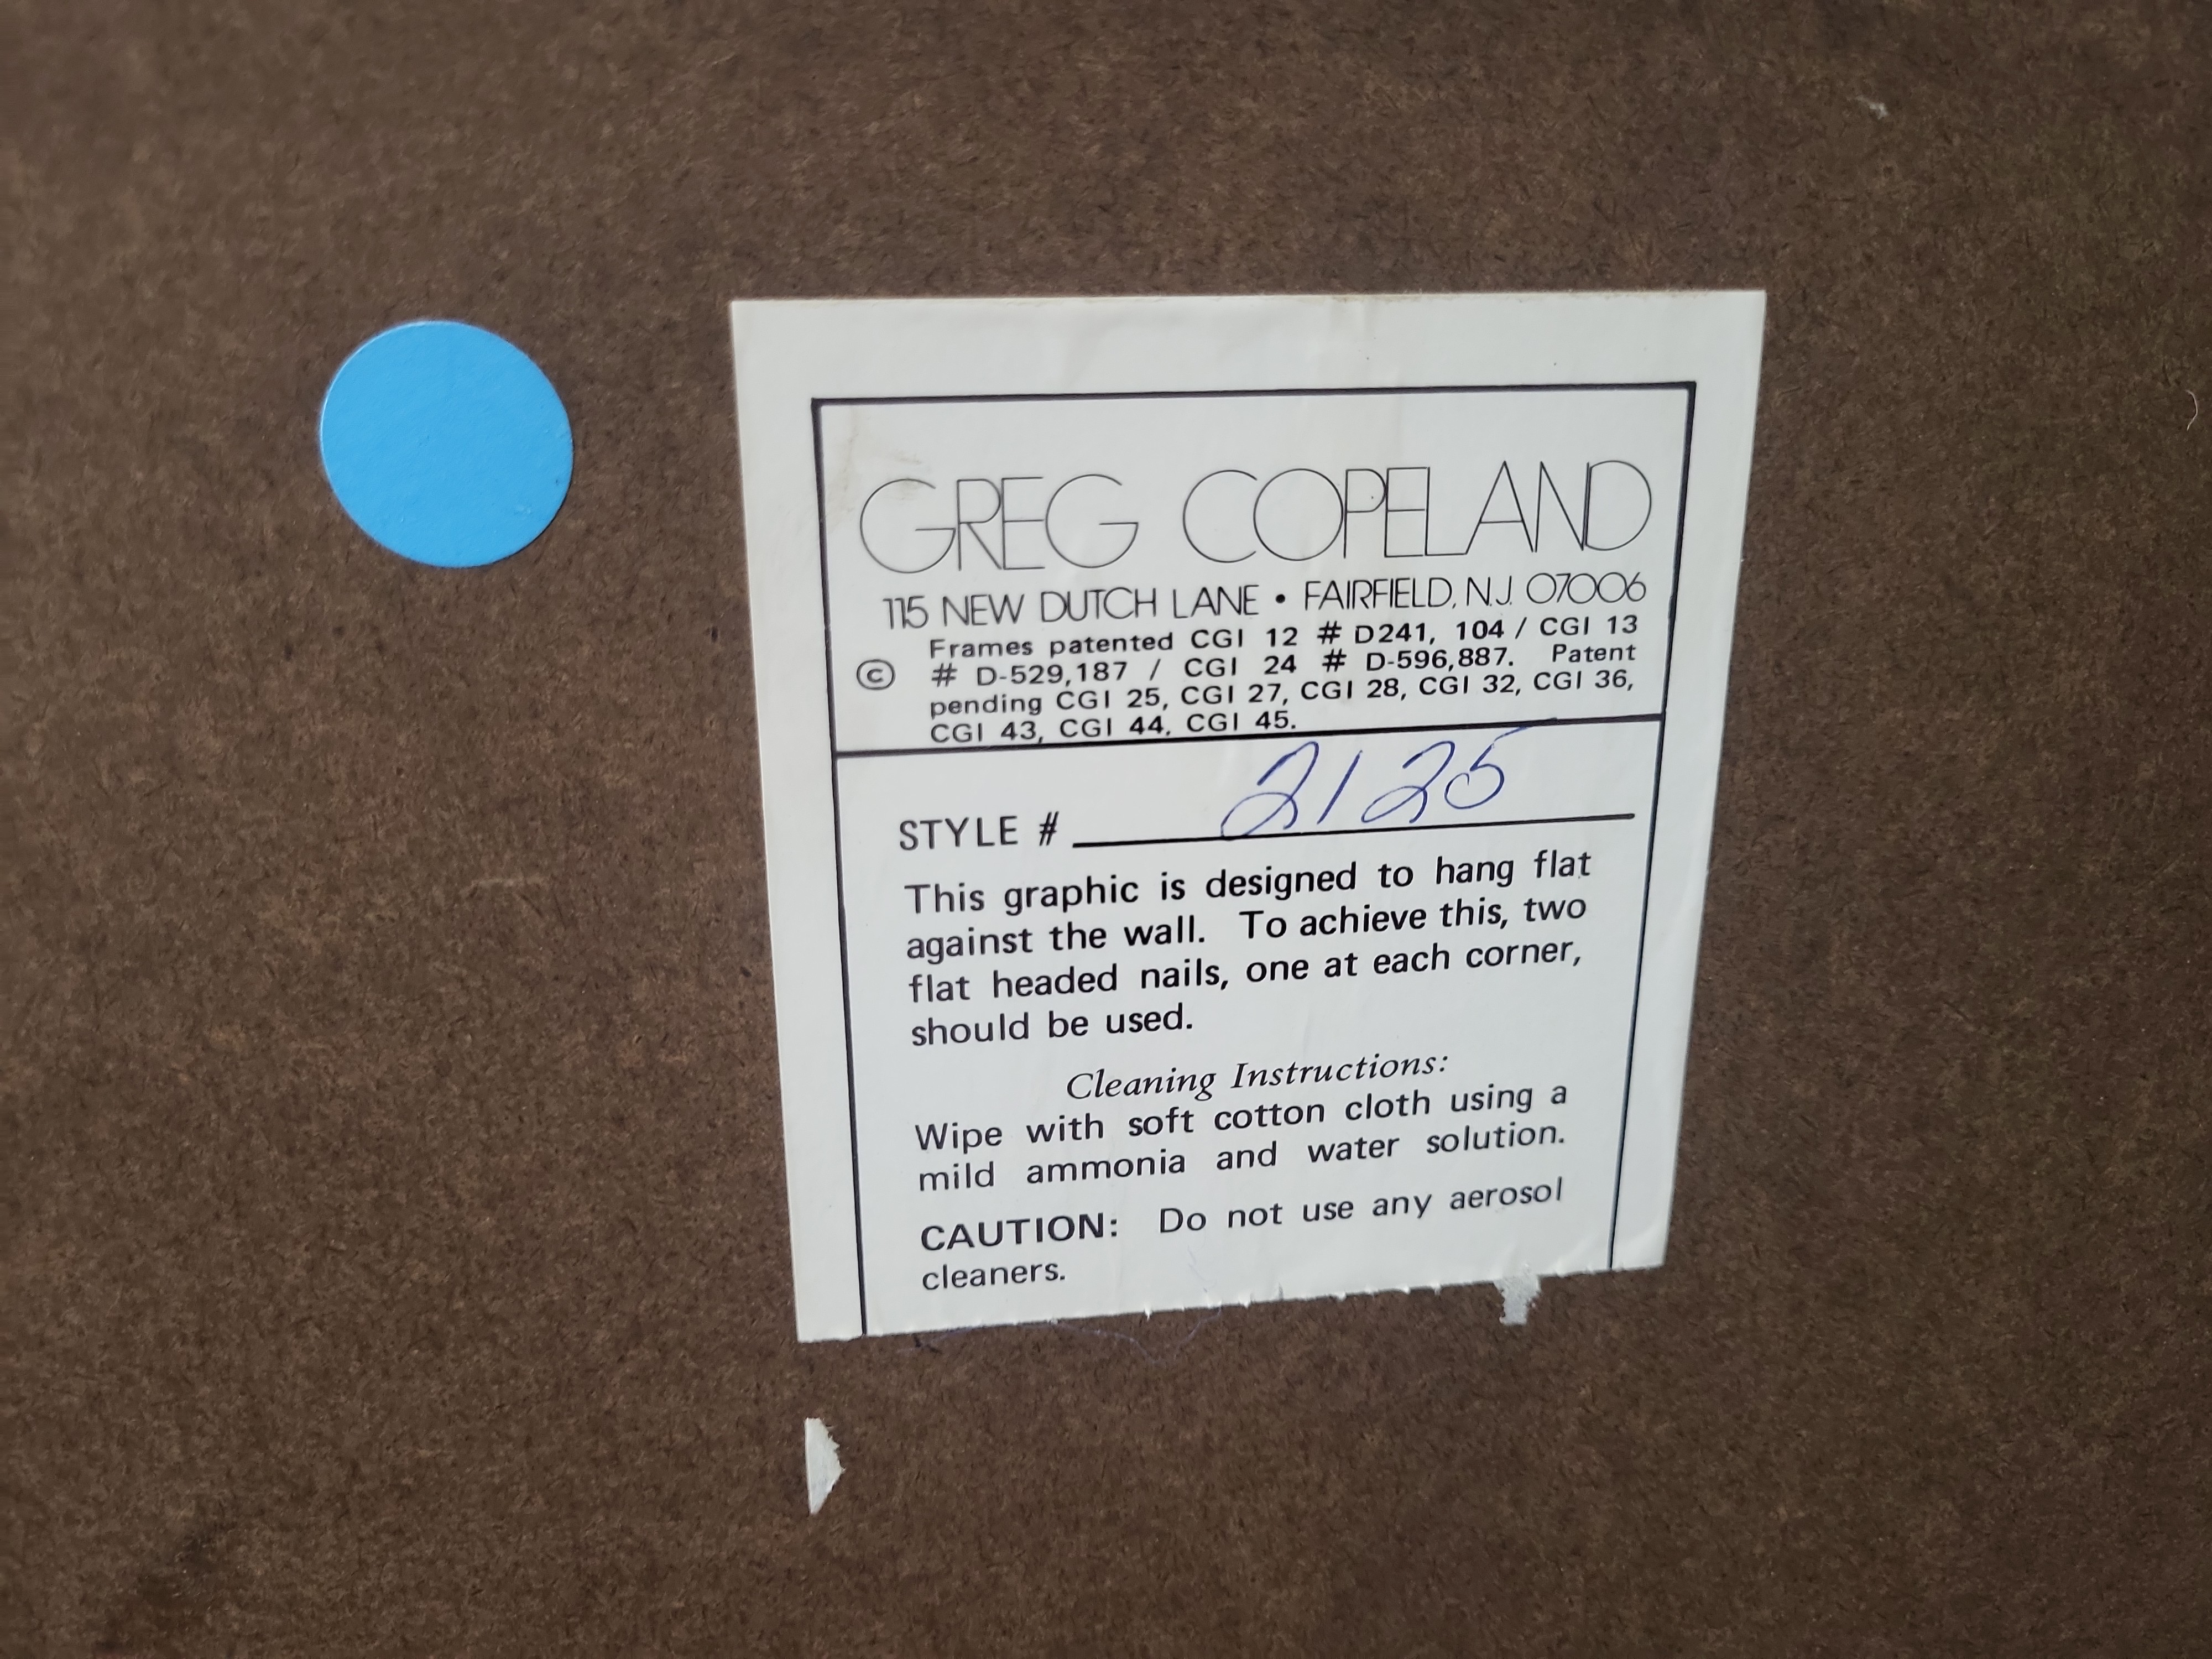 GREG COPELAND
115 NEW DUTCH LANE • FAIRFIELD, N.J. 07006
Frames patented CGI 12 # D241, 104 / CGI 13
© # D-529,187 / CGI 24 # D-596,887. Patent
pending CGI 25, CGI 27, CGI 28, CGI 32, CGI 36,
CGI 43, CGI 44, CGI 45.
STYLE # 2125
This graphic is designed to hang flat
against the wall. To achieve this, two
flat headed nails, one at each corner,
should be used.
Cleaning Instructions:
Wipe with soft cotton cloth using a
mild ammonia and water solution.
CAUTION: Do not use any aerosol
cleaners.